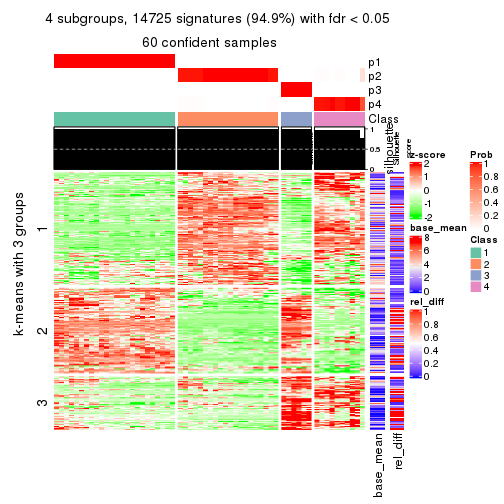 4 subgroups, 14725 signatures (94.9%) with fdr < 0.05
60 confident samples
p1
p2
p3
p4
Class
1
0.5
0
silhouette
Silhouette
score
k-means with 3 groups
1
2
3
base_mean
rel_diff
z-score
2
1
0
-1
-2
base_mean
8
6
4
2
0
rel_diff
1
0.8
0.6
0.4
0.2
0
Prob
1
0.8
0.6
0.4
0.2
0
Class
1
2
3
4